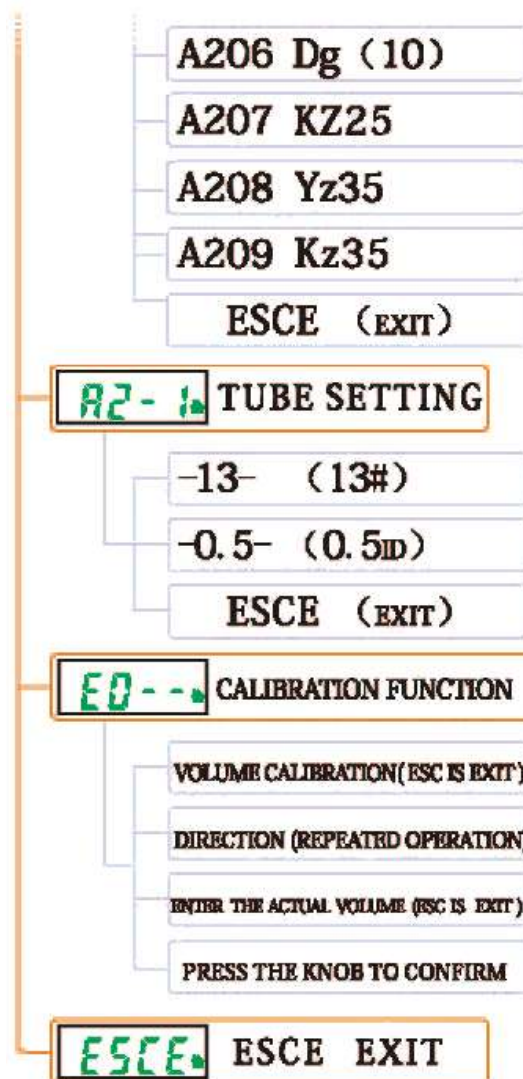 A206 Dg (10)
A207 KZ25
A208 Yz35
A209 Kz35
ESCE (EXIT)
A2-1 TUBE SETTING
-13- (13#)
-0.5- (0.5ID)
ESCE (EXIT)
E0-- CALIBRATION FUNCTION
VOLUME CALIBRATION(ESC IS EXIT)
DIRECTION (REPEATED OPERATION)
ENTER THE ACTUAL VOLUME (ESC IS EXIT)
PRESS THE KNOB TO CONFIRM
ESCE ESCE EXIT